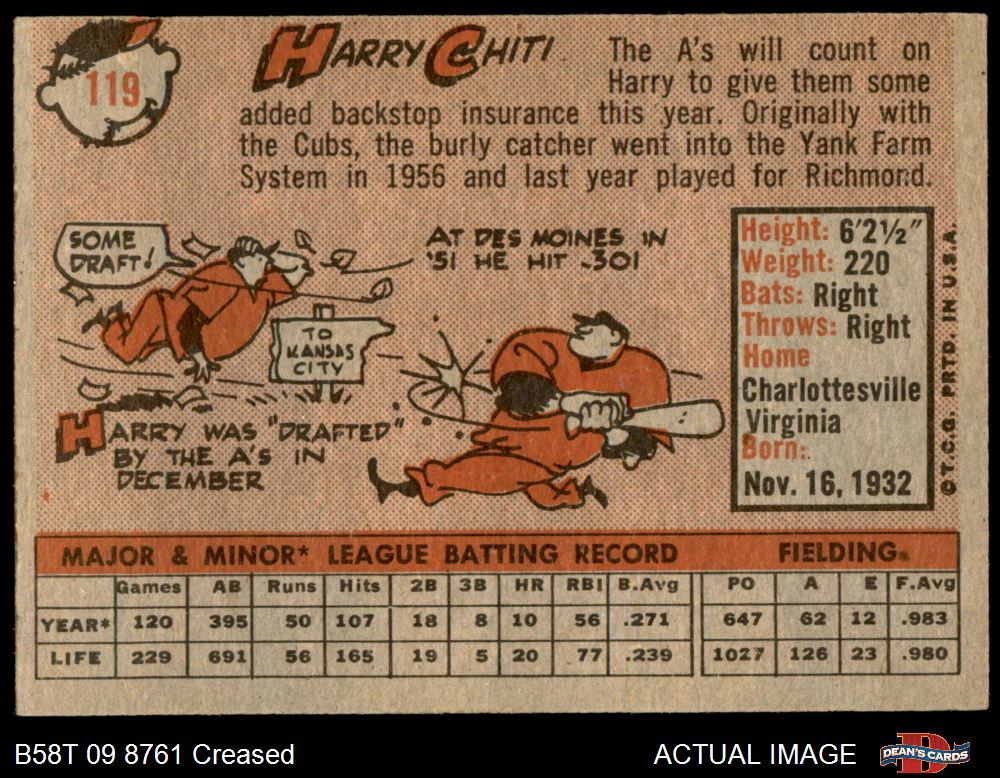 119
HARRY CHITI
The A's will count on
Harry to give them some
added backstop insurance this year. Originally with
the Cubs, the burly catcher went into the Yank Farm
System in 1956 and last year played for Richmond.
SOME
DRAFT!
TO
KANSAS
CITY
HARRY WAS "DRAFTED"
BY THE A'S IN
DECEMBER
AT DES MOINES IN
'51 HE HIT .301
Height: 6'2½"
Weight: 220
Bats: Right
Throws: Right
Home
Charlottesville
Virginia
Born:
Nov. 16, 1932
© T.C.G. PRTD. IN U.S.A.
MAJOR & MINOR* LEAGUE BATTING RECORD FIELDING
Games AB Runs Hits 2B 3B HR RBI B.Avg PO A E F.Avg
YEAR* 120 395 50 107 18 8 10 56 .271 647 62 12 .983
LIFE 229 691 56 165 19 5 20 77 .239 1027 126 23 .980
B58T 09 8761 Creased ACTUAL IMAGE DEAN'S CARDS